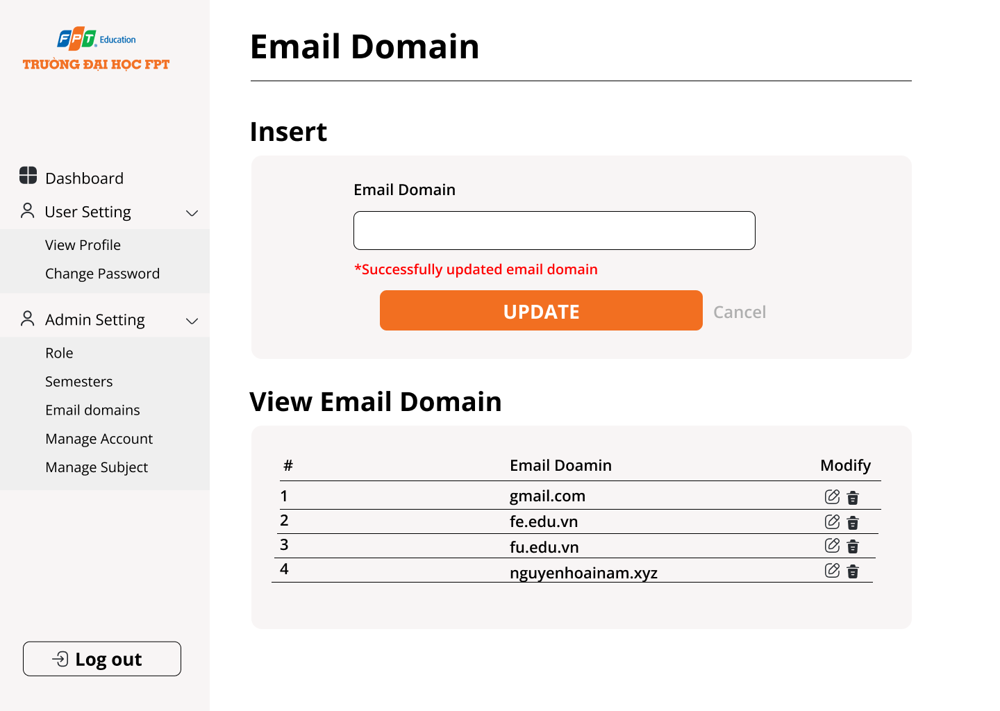 FPT Education
TRƯỜNG ĐẠI HỌC FPT
Dashboard
User Setting
View Profile
Change Password
Admin Setting
Role
Semesters
Email domains
Manage Account
Manage Subject
Log out
Email Domain
Insert
Email Domain
*Successfully updated email domain
UPDATE Cancel
View Email Domain
# Email Doamin Modify
1 gmail.com
2 fe.edu.vn
3 fu.edu.vn
4 nguyenhoainam.xyz